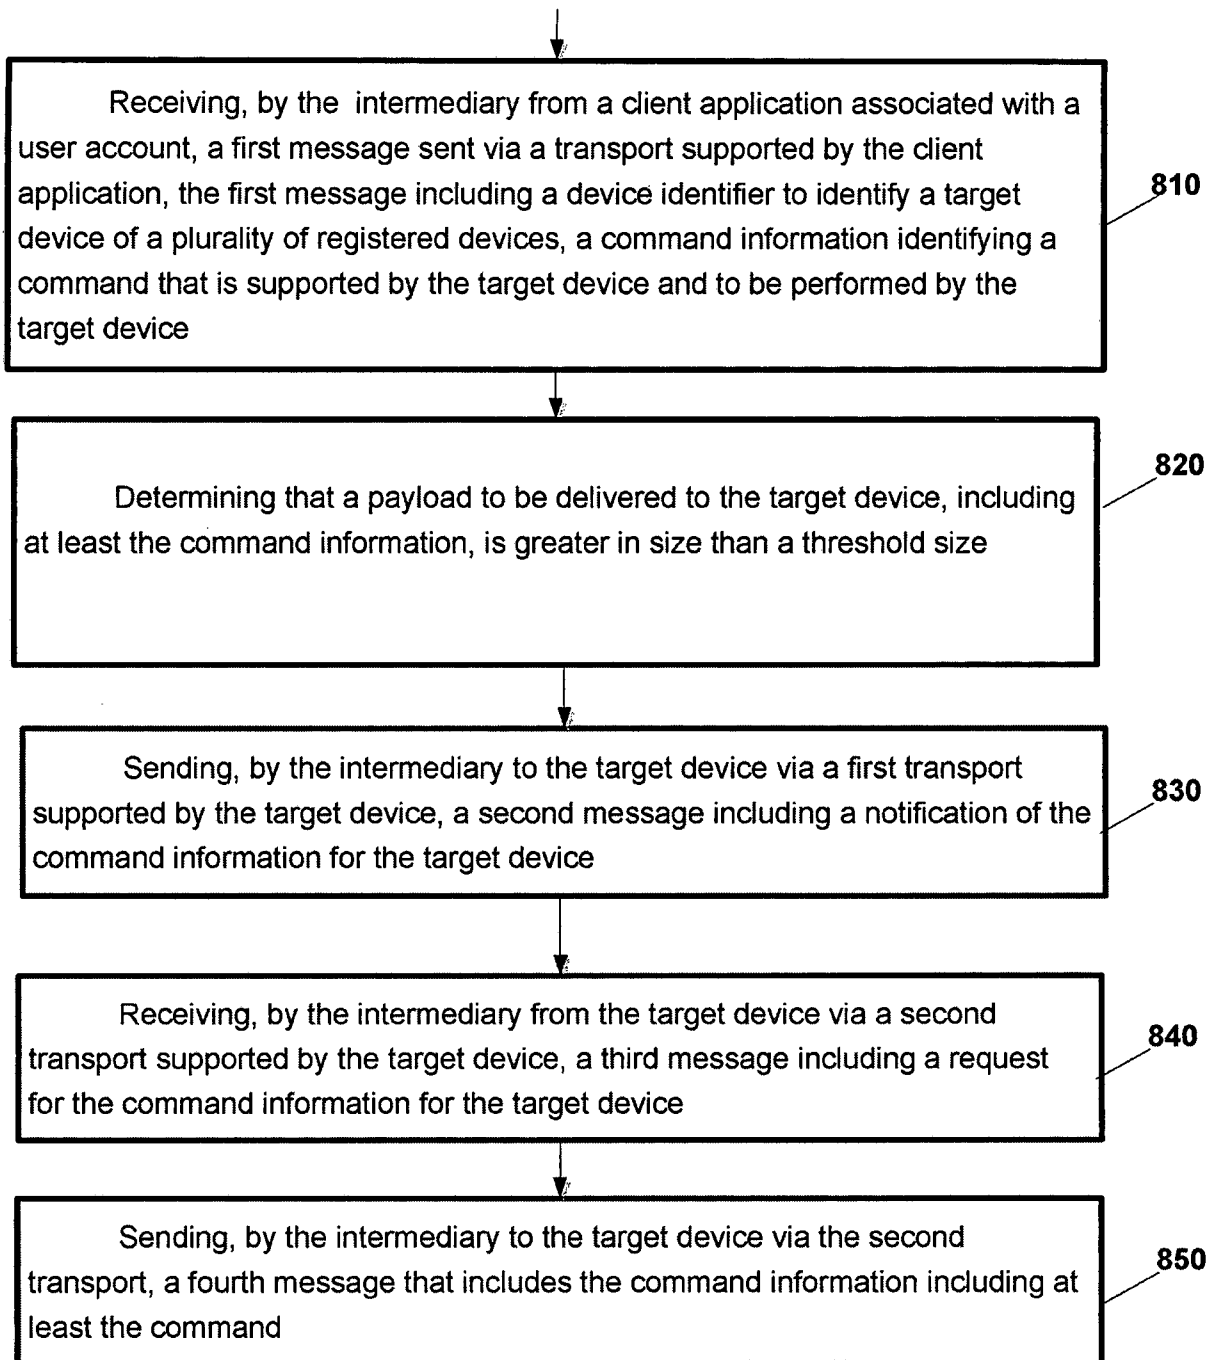 Receiving, by the intermediary from a client application associated with a
user account, a first message sent via a transport supported by the client
application, the first message including a device identifier to identify a target
device of a plurality of registered devices, a command information identifying a
command that is supported by the target device and to be performed by the
target device
810
Determining that a payload to be delivered to the target device, including
at least the command information, is greater in size than a threshold size
820
Sending, by the intermediary to the target device via a first transport
supported by the target device, a second message including a notification of the
command information for the target device
830
Receiving, by the intermediary from the target device via a second
transport supported by the target device, a third message including a request
for the command information for the target device
840
Sending, by the intermediary to the target device via the second
transport, a fourth message that includes the command information including at
least the command
850